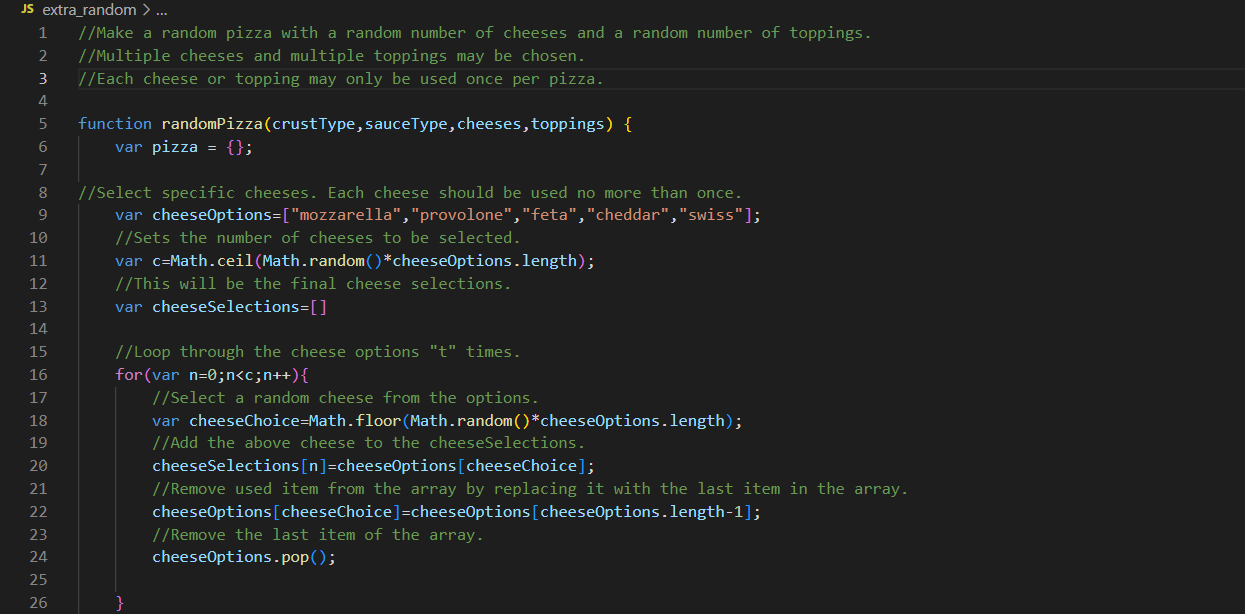 JS extra_random > ...
1 //Make a random pizza with a random number of cheeses and a random number of toppings.
2 //Multiple cheeses and multiple toppings may be chosen.
3 //Each cheese or topping may only be used once per pizza.
4
5 function randomPizza(crustType,sauceType,cheeses,toppings) {
6     var pizza = {};
7
8 //Select specific cheeses. Each cheese should be used no more than once.
9     var cheeseOptions=["mozzarella","provolone","feta","cheddar","swiss"];
10     //Sets the number of cheeses to be selected.
11     var c=Math.ceil(Math.random()*cheeseOptions.length);
12     //This will be the final cheese selections.
13     var cheeseSelections=[]
14
15     //Loop through the cheese options "t" times.
16     for(var n=0;n<c;n++){
17         //Select a random cheese from the options.
18         var cheeseChoice=Math.floor(Math.random()*cheeseOptions.length);
19         //Add the above cheese to the cheeseSelections.
20         cheeseSelections[n]=cheeseOptions[cheeseChoice];
21         //Remove used item from the array by replacing it with the last item in the array.
22         cheeseOptions[cheeseChoice]=cheeseOptions[cheeseOptions.length-1];
23         //Remove the last item of the array.
24         cheeseOptions.pop();
25
26     }